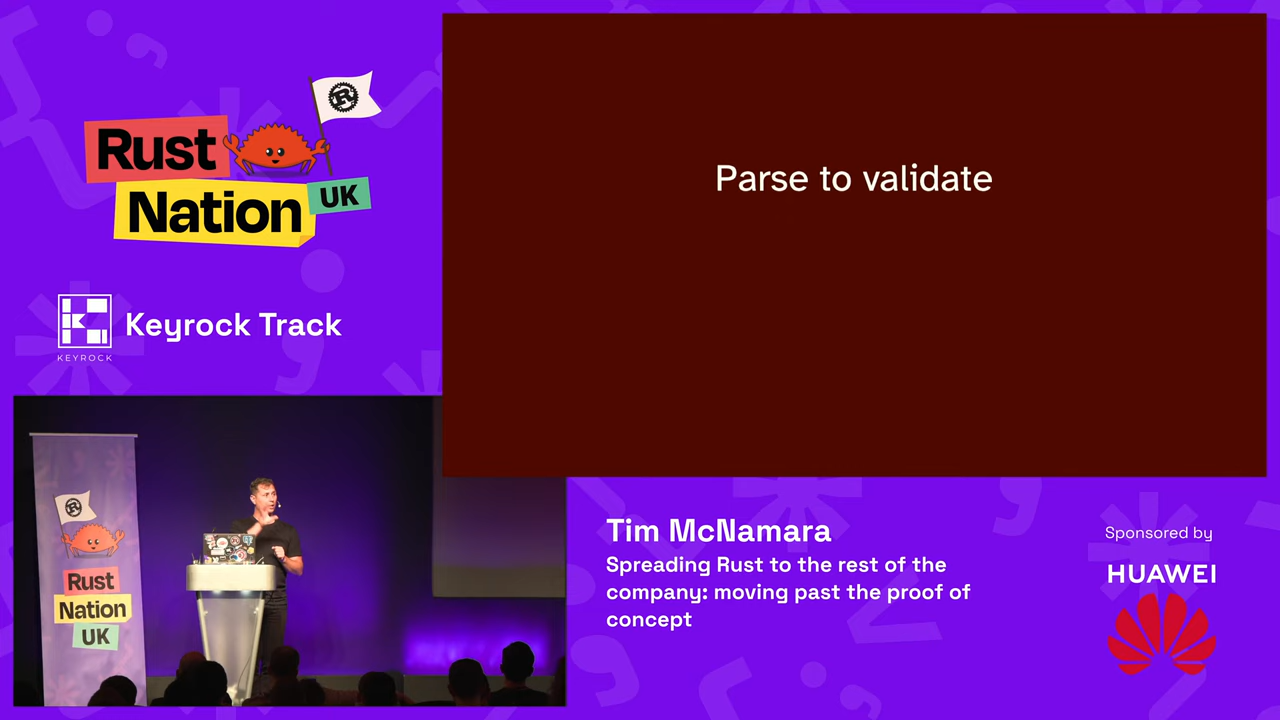 Parse to validate
Rust
Nation
UK
KEYROCK
Keyrock Track
Rust
Nation
UK
Tim McNamara
Spreading Rust to the rest of the
company: moving past the proof of
concept
Sponsored by
HUAWEI